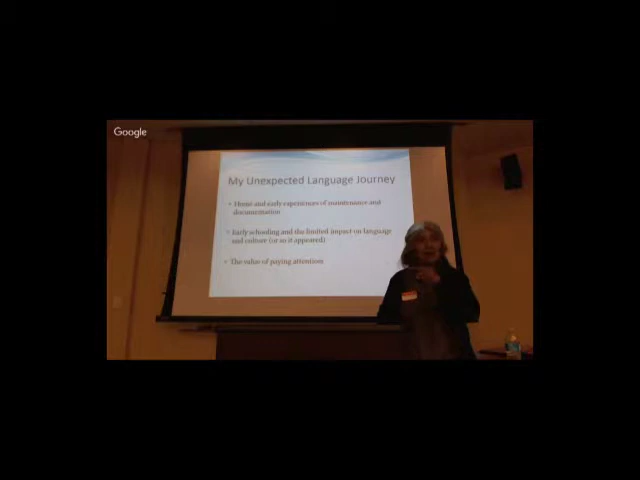 Google
My Unexpected Language Journey
• Home and early experiences of maintenance and
documentation
• Early schooling and the limited impact on language
and culture (or so it appeared)
• The value of paying attention